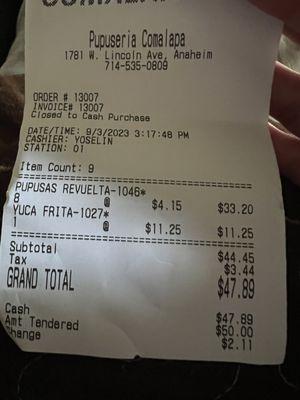 Pupuseria Comalapa
1781 W. Lincoln Ave, Anaheim
714-535-0809
ORDER # 13007
INVOICE# 13007
Closed to Cash Purchase
DATE/TIME: 9/3/2023 3:17:48 PM
CASHIER: YOSELIN
STATION: 01
Item Count: 9
PUPUSAS REVUELTA-1046*
8 @ $4.15 $33.20
YUCA FRITA-1027*
1 @ $11.25 $11.25
Subtotal $44.45
Tax $3.44
GRAND TOTAL $47.89
Cash $47.89
Amt Tendered $50.00
Change $2.11